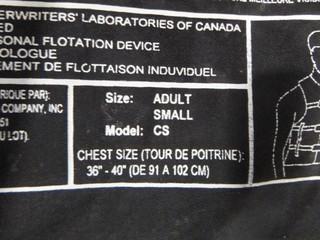 ERWRITERS' LABORATORIES OF CANADA
ED
SONAL FLOTATION DEVICE
OLOGUE
EMENT DE FLOTTAISON INDUVIDUEL
RIQUE PAR):
COMPANY, INC
51
U LOT).
Size: ADULT
SMALL
Model: CS
CHEST SIZE (TOUR DE POITRINE):
36" - 40" (DE 91 A 102 CM)